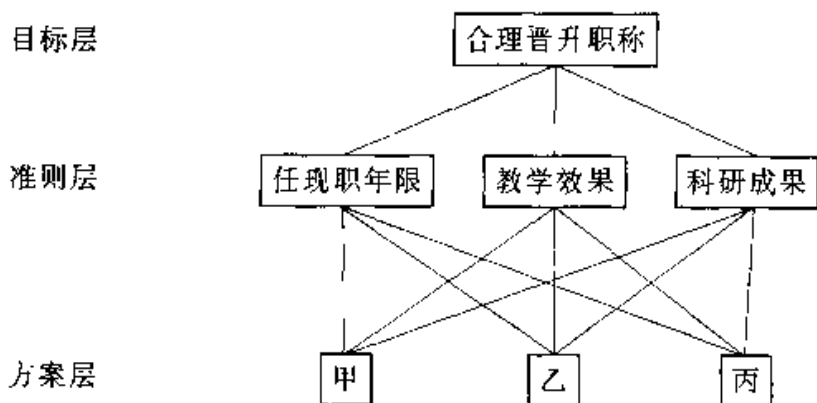 目标层 合理晋升职称
准则层 任现职年限 教学效果 科研成果
方案层 甲 乙 丙